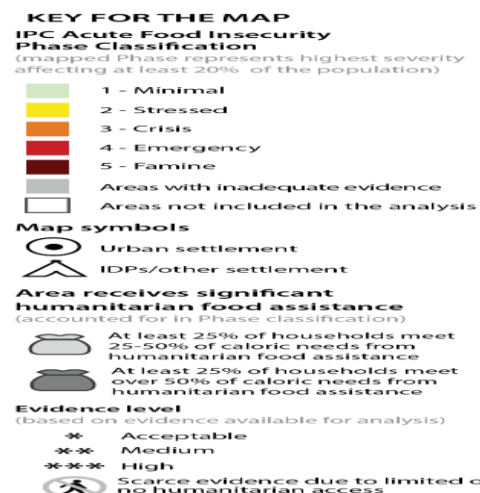 KEY FOR THE MAP
IPC Acute Food Insecurity
Phase Classification
(mapped Phase represents highest severity
affecting at least 20% of the population)
1 - Minimal
2 - Stressed
3 - Crisis
4 - Emergency
5 - Famine
Areas with inadequate evidence
Areas not included in the analysis
Map symbols
Urban settlement
IDPs/other settlement
Area receives significant
humanitarian food assistance
(accounted for in Phase classification)
At least 25% of households meet
25-50% of caloric needs from
humanitarian food assistance
At least 25% of households meet
over 50% of caloric needs from
humanitarian food assistance
Evidence level
(based on evidence available for analysis)
* Acceptable
** Medium
*** High
Scarce evidence due to limited o
no humanitarian access